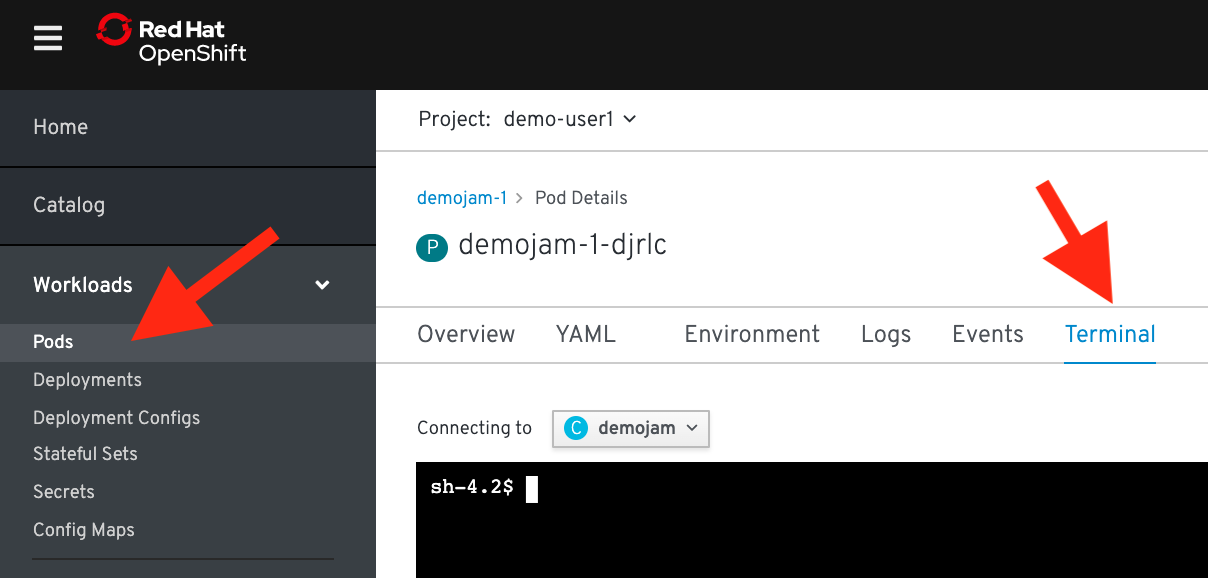 Red Hat
OpenShift
Home
Catalog
Workloads
Pods
Deployments
Deployment Configs
Stateful Sets
Secrets
Config Maps
Project: demo-user1
demojam-1 > Pod Details
P demojam-1-djrlc
Overview YAML Environment Logs Events Terminal
Connecting to C demojam
sh-4.2$